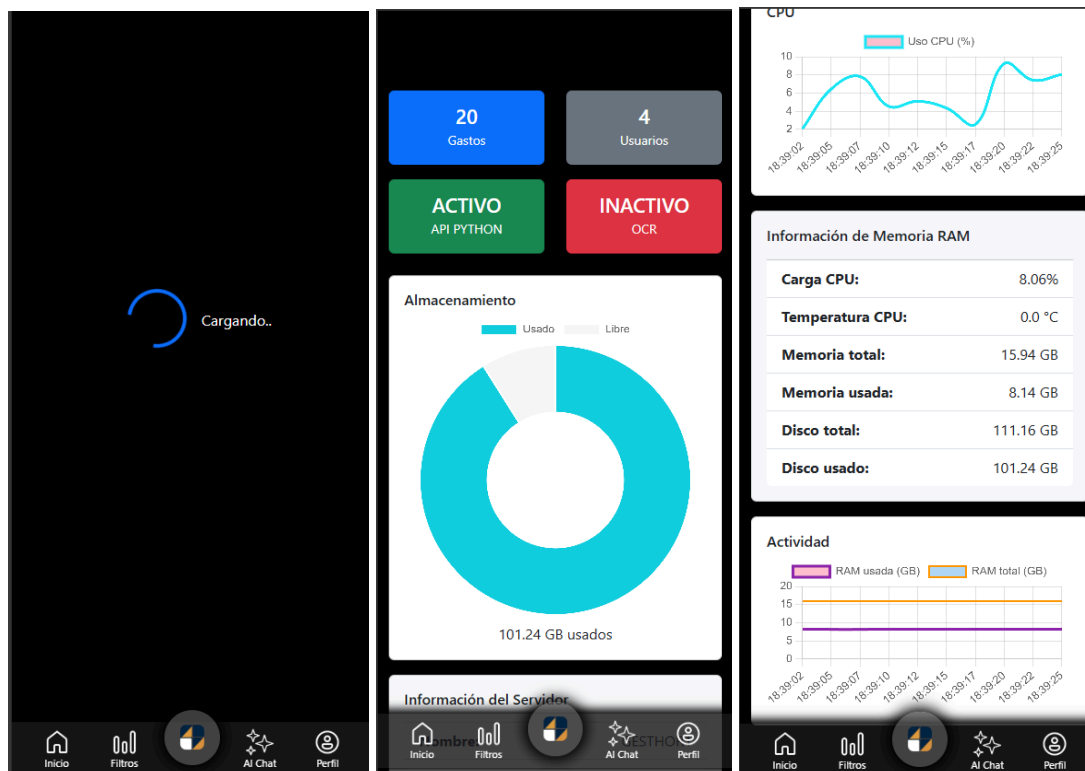 Cargando..
Inicio Filtros AI Chat Perfil
20
Gastos
4
Usuarios
ACTIVO
API PYTHON
INACTIVO
OCR
Almacenamiento
Usado Libre
101.24 GB usados
Información del Servidor
Inicio Filtros AI Chat Perfil
CPU
Uso CPU (%)
10
8
6
4
2
18:39:02 18:39:05 18:39:07 18:39:10 18:39:12 18:39:15 18:39:17 18:39:20 18:39:22 18:39:25
Información de Memoria RAM
Carga CPU: 8.06%
Temperatura CPU: 0.0 °C
Memoria total: 15.94 GB
Memoria usada: 8.14 GB
Disco total: 111.16 GB
Disco usado: 101.24 GB
Actividad
RAM usada (GB) RAM total (GB)
20
15
10
5
0
18:39:02 18:39:05 18:39:07 18:39:10 18:39:12 18:39:15 18:39:17 18:39:20 18:39:22 18:39:25
Inicio Filtros AI Chat Perfil